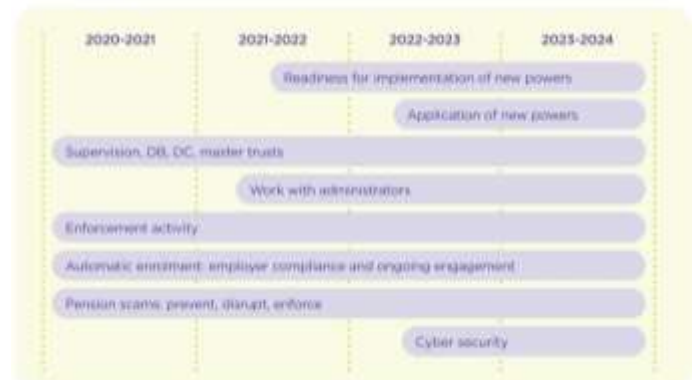 2020-2021 2021-2022 2022-2023 2023-2024
Readiness for implementation of new powers
Application of new powers
Supervision, DB, DC, master trusts
Work with administrators
Enforcement activity
Automatic enrolment: employer compliance and ongoing engagement
Pension scams: prevent, disrupt, enforce
Cyber security